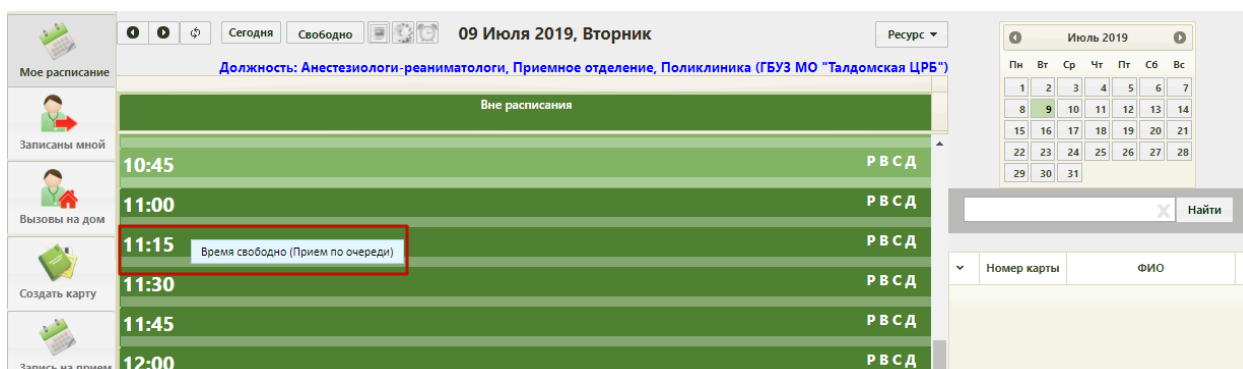 Мое расписание
Записаны мной
Вызовы на дом
Создать карту
Запись на прием
Сегодня Свободно 09 Июля 2019, Вторник Ресурс
Должность: Анестезиологи-реаниматологи, Приемное отделение, Поликлиника (ГБУЗ МО "Талдомская ЦРБ")
Вне расписания
10:45 Р В С Д
11:00 Р В С Д
11:15 Время свободно (Прием по очереди) Р В С Д
11:30 Р В С Д
11:45 Р В С Д
12:00 Р В С Д
Июль 2019
Пн Вт Ср Чт Пт Сб Вс
1 2 3 4 5 6 7
8 9 10 11 12 13 14
15 16 17 18 19 20 21
22 23 24 25 26 27 28
29 30 31
X Найти
Номер карты ФИО